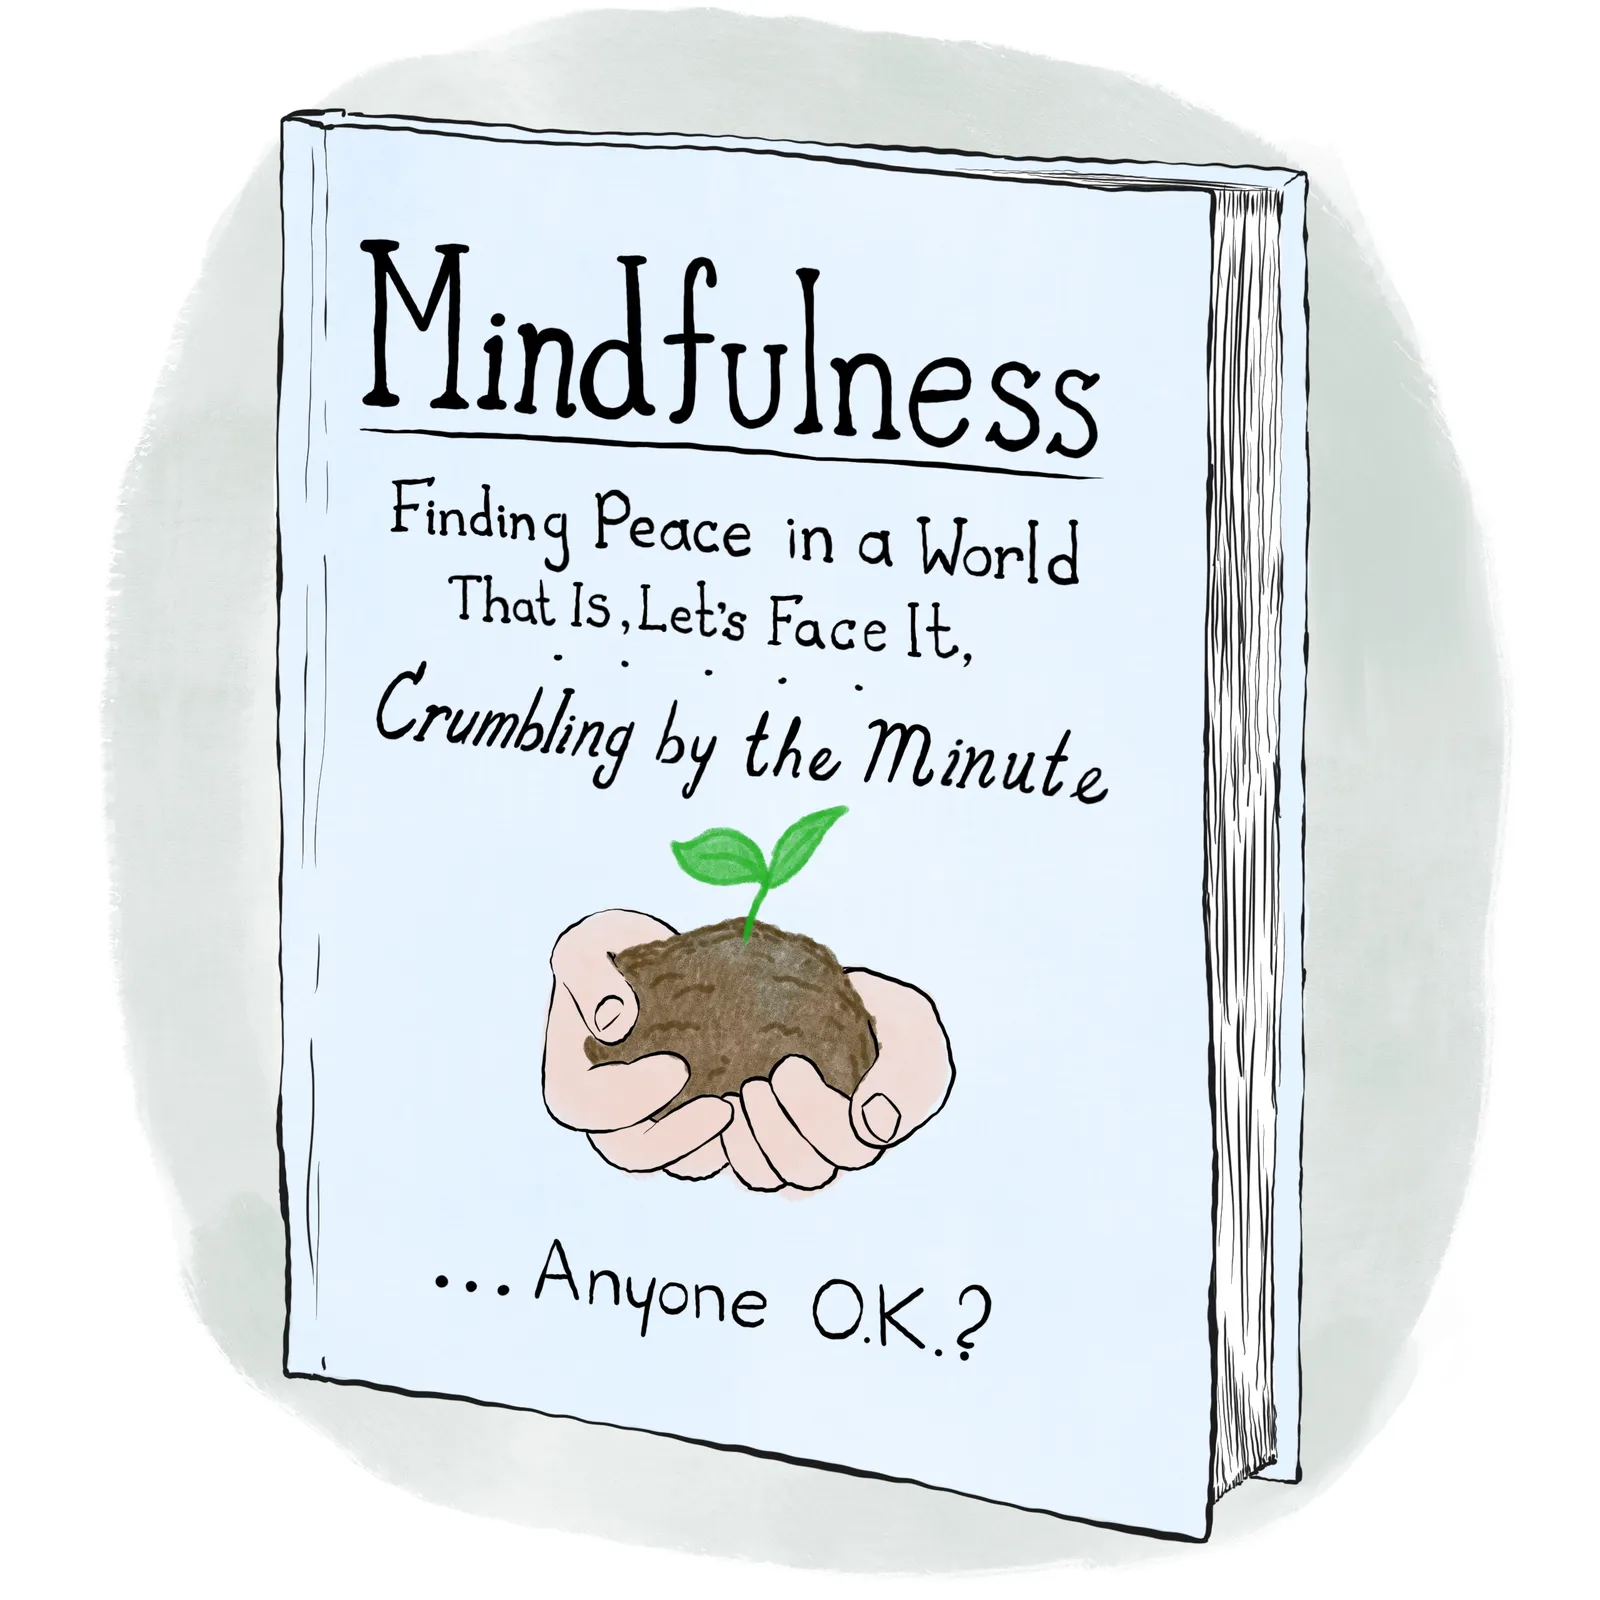 Mindfulness
Finding Peace in a World
That Is, Let's Face It,
Crumbling by the Minute
...Anyone O.K.?